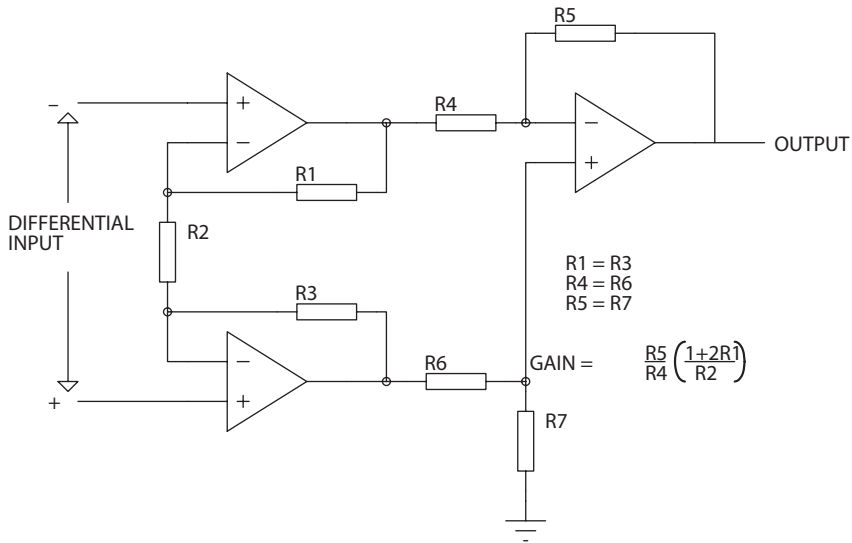 R5
R4
−
+
−
−
+
OUTPUT
R1
DIFFERENTIAL
INPUT
R2
R1 = R3
R4 = R6
R5 = R7
R3
−
+
+
R6
GAIN =
R5
R4
(1+2R1)
R2
R7
-